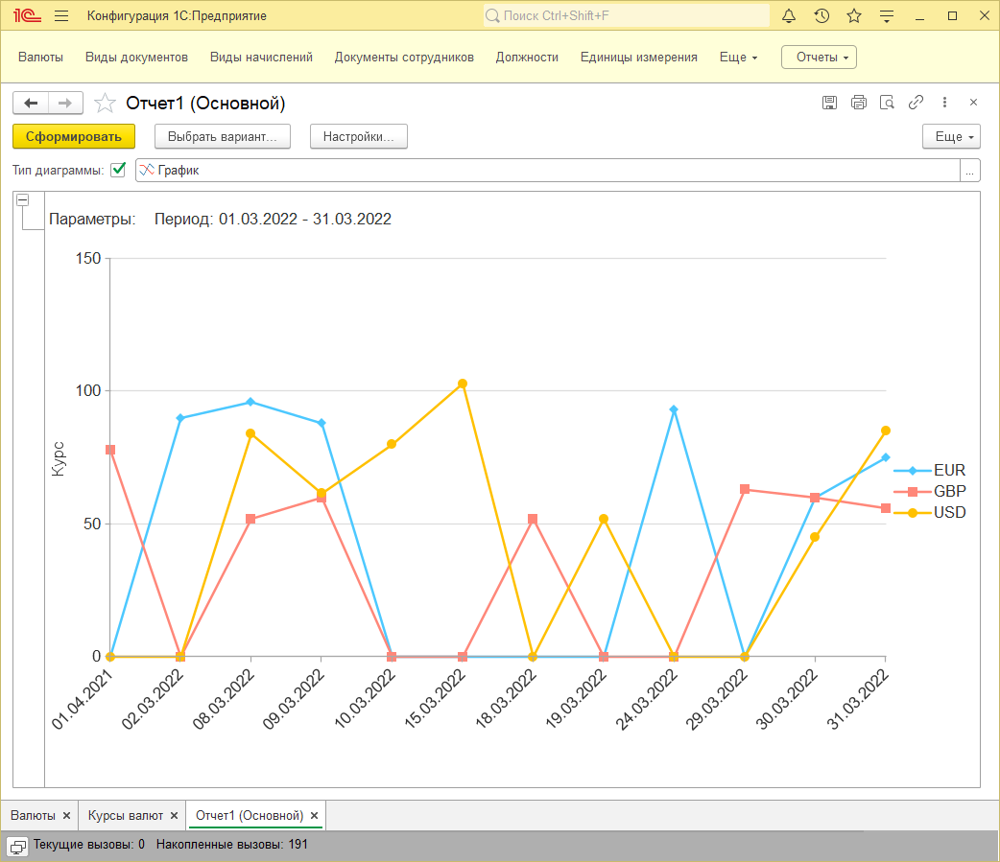 1С Конфигурация 1С:Предприятие Поиск Ctrl+Shift+F
Валюты Виды документов Виды начислений Документы сотрудников Должности Единицы измерения Еще Отчеты
Отчет1 (Основной)
Сформировать Выбрать вариант... Настройки... Еще
Тип диаграммы: График ...
Параметры: Период: 01.03.2022 - 31.03.2022
150
100
50
0
Курс
EUR
GBP
USD
01.04.2021 02.03.2022 08.03.2022 09.03.2022 10.03.2022 15.03.2022 18.03.2022 19.03.2022 24.03.2022 29.03.2022 30.03.2022 31.03.2022
Валюты Курсы валют Отчет1 (Основной)
Текущие вызовы: 0 Накопленные вызовы: 191